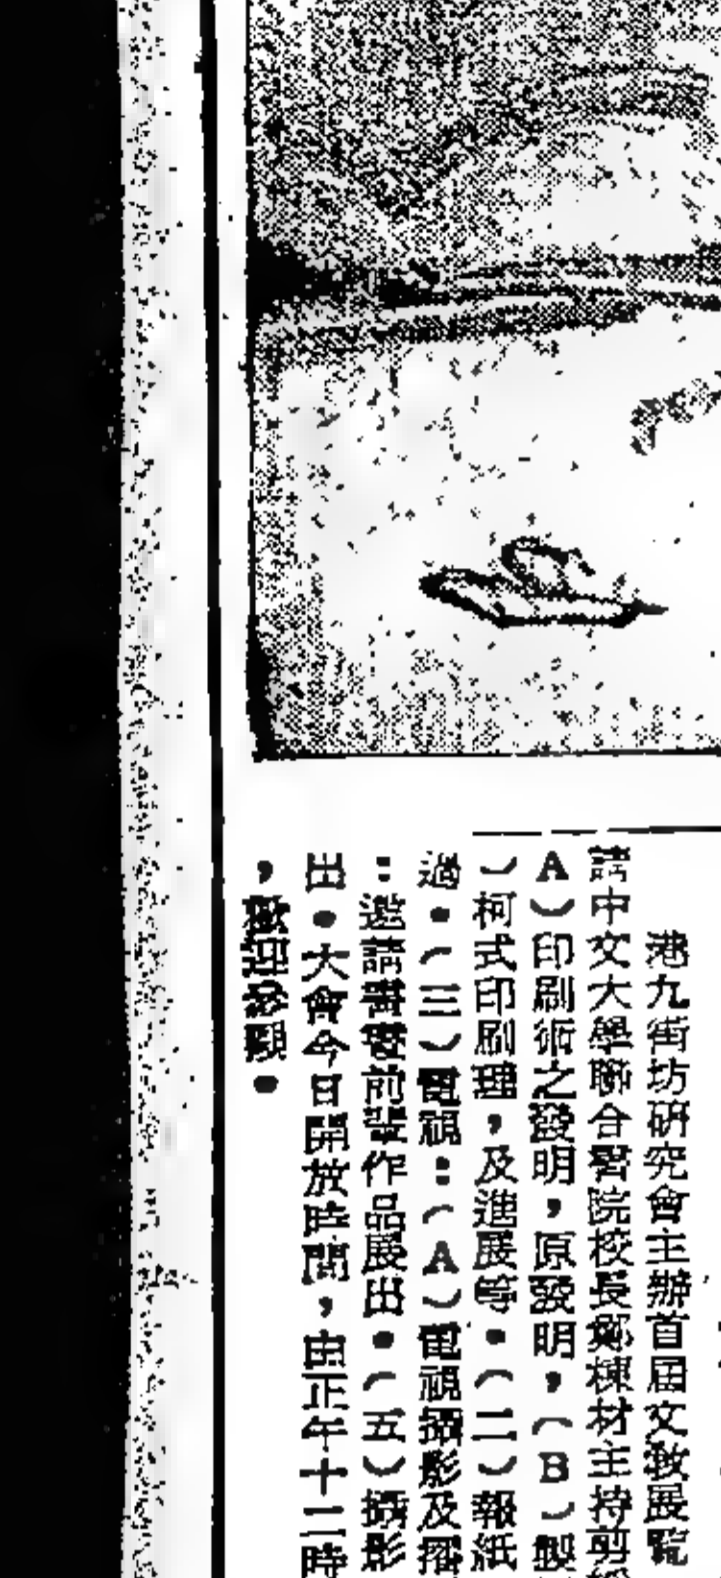 港九街坊研究會主辦首屆文教展覽
請中文大學聯合書院校長鄭棟材主持剪
A）印刷術之發明，原發明，（B）製
）柯式印刷理，及進展等。（二）報紙
過。（三）電視：（A）電視攝影及
：邀請書前輩作品展出。（五）攝影
出。大會今日開放時間，由正午十二時
，歡迎參觀。